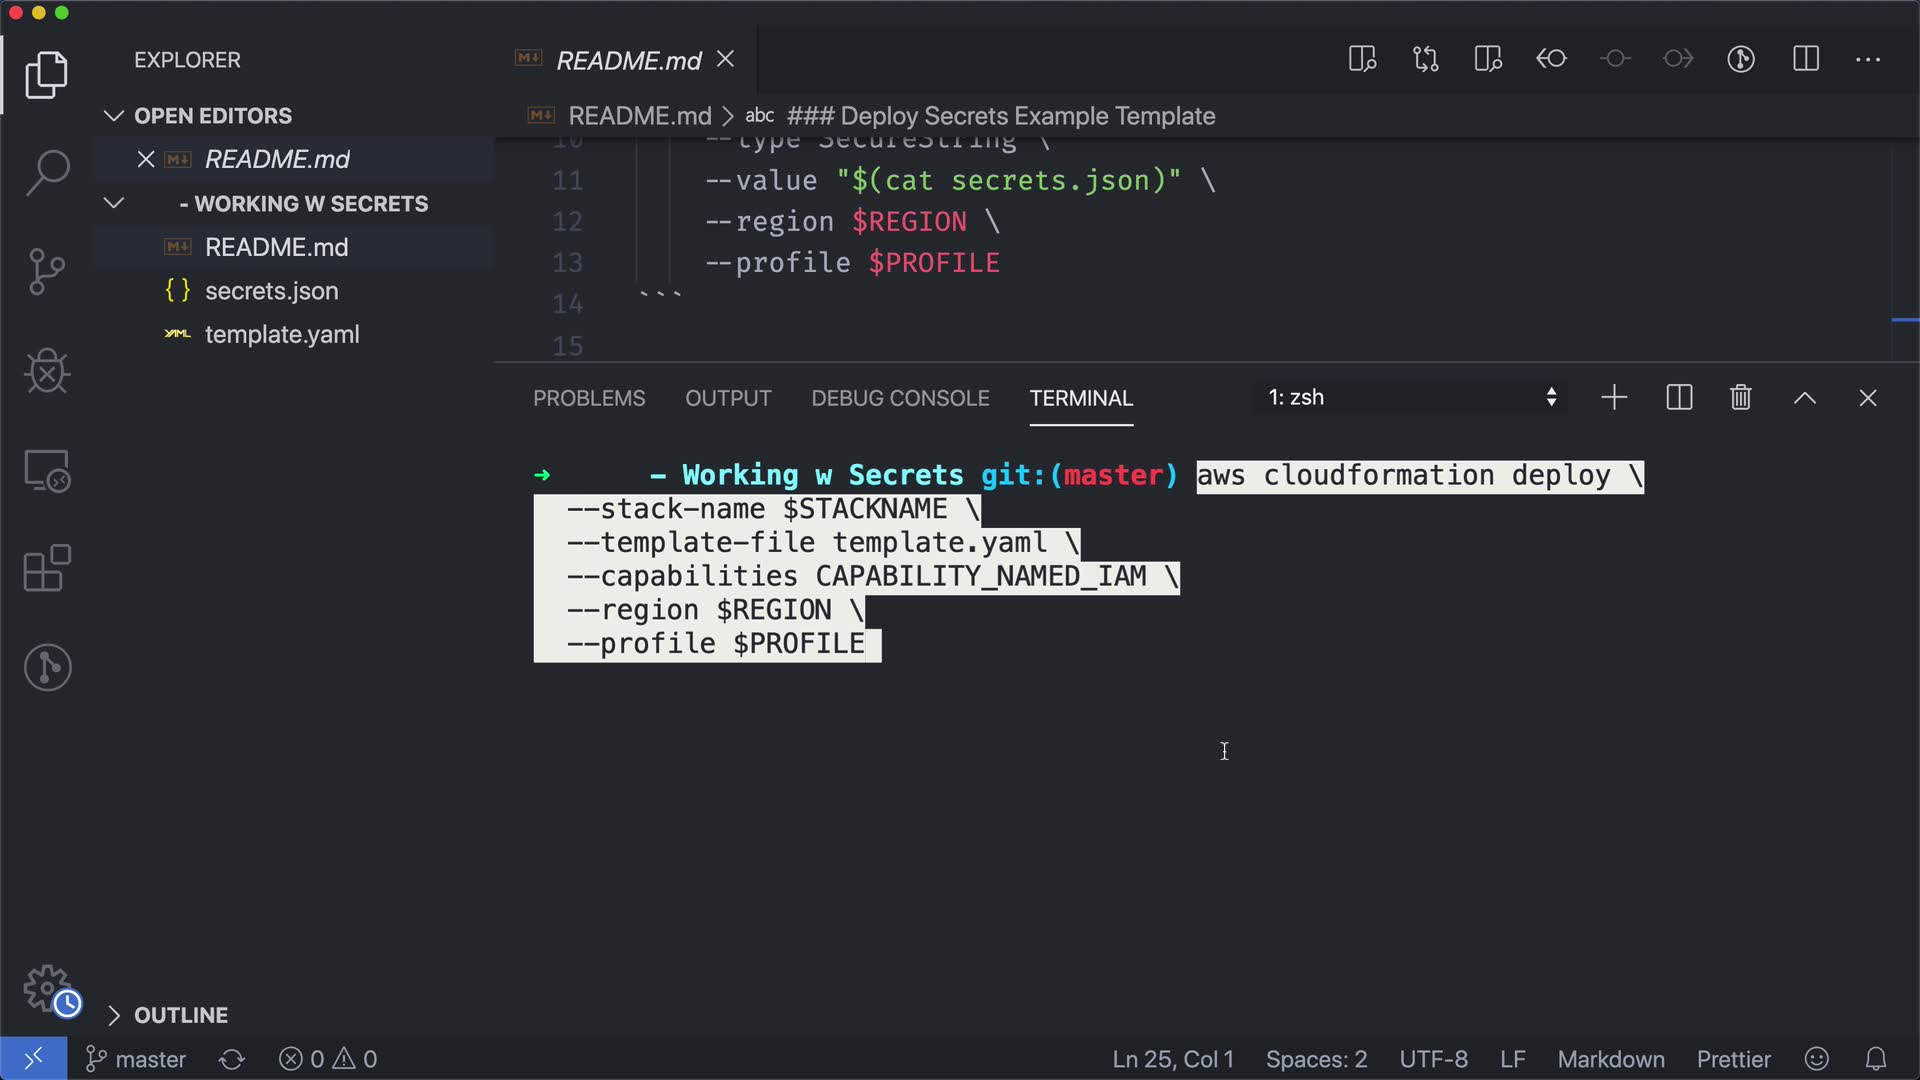 EXPLORER
OPEN EDITORS
README.md
- WORKING W SECRETS
README.md
{} secrets.json
YAML template.yaml
OUTLINE
README.md
README.md > abc ### Deploy Secrets Example Template
10 --type SecureString \
11 --value "$(cat secrets.json)" \
12 --region $REGION \
13 --profile $PROFILE
14 ```
15
PROBLEMS OUTPUT DEBUG CONSOLE TERMINAL 1: zsh
➜ - Working w Secrets git:(master) aws cloudformation deploy \
--stack-name $STACKNAME \
--template-file template.yaml \
--capabilities CAPABILITY_NAMED_IAM \
--region $REGION \
--profile $PROFILE
master 0 0 Ln 25, Col 1 Spaces: 2 UTF-8 LF Markdown Prettier